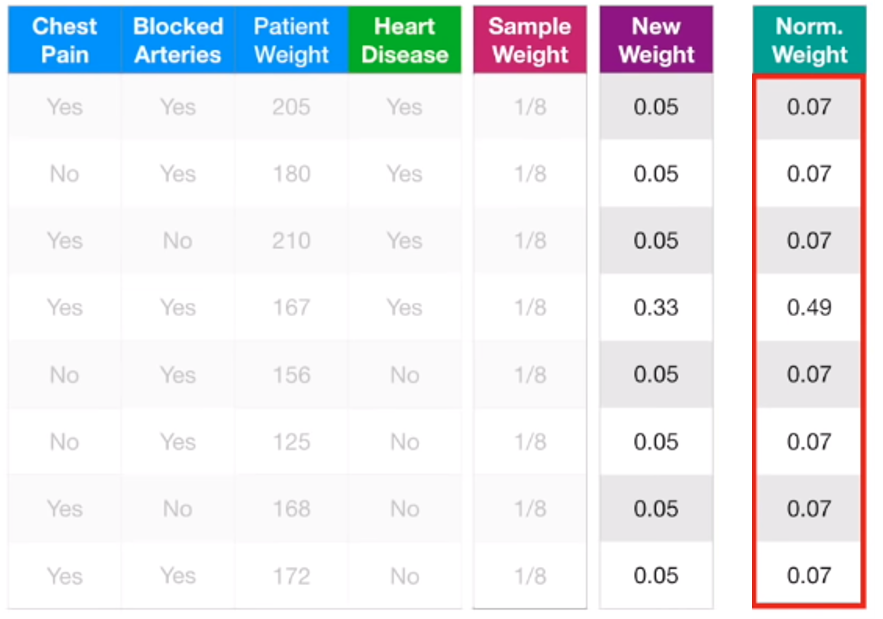 Chest Pain Blocked Arteries Patient Weight Heart Disease Sample Weight New Weight Norm. Weight
Yes Yes 205 Yes 1/8 0.05 0.07
No Yes 180 Yes 1/8 0.05 0.07
Yes No 210 Yes 1/8 0.05 0.07
Yes Yes 167 Yes 1/8 0.33 0.49
No Yes 156 No 1/8 0.05 0.07
No Yes 125 No 1/8 0.05 0.07
Yes No 168 No 1/8 0.05 0.07
Yes Yes 172 No 1/8 0.05 0.07